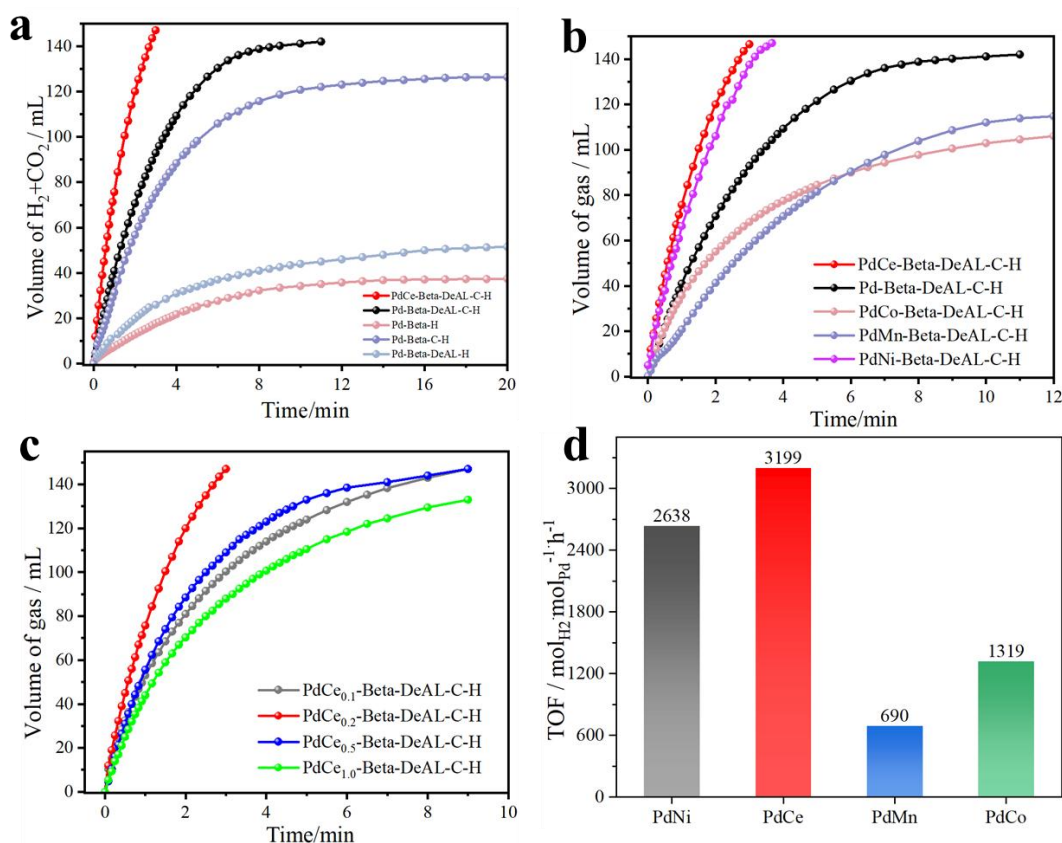 a
Volume of H₂+CO₂ / mL
140
120
100
80
60
40
20
0
PdCe-Beta-DeAL-C-H
Pd-Beta-DeAL-C-H
Pd-Beta-H
Pd-Beta-C-H
Pd-Beta-DeAL-H
0 4 8 12 16 20
Time/min
b
Volume of gas / mL
140
120
100
80
60
40
20
0
PdCe-Beta-DeAL-C-H
Pd-Beta-DeAL-C-H
PdCo-Beta-DeAL-C-H
PdMn-Beta-DeAL-C-H
PdNi-Beta-DeAL-C-H
0 2 4 6 8 10 12
Time/min
c
Volume of gas / mL
140
120
100
80
60
40
20
0
PdCe₀.₁-Beta-DeAL-C-H
PdCe₀.₂-Beta-DeAL-C-H
PdCe₀.₅-Beta-DeAL-C-H
PdCe₁.₀-Beta-DeAL-C-H
0 2 4 6 8 10
Time/min
d
TOF / mol_H2·mol_Pd⁻¹·h⁻¹
3000
2400
1800
1200
600
0
2638
3199
690
1319
PdNi PdCe PdMn PdCo